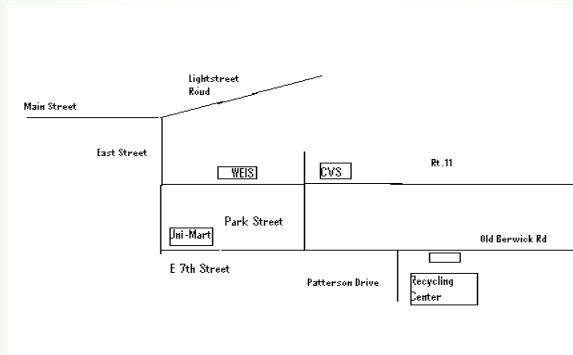 Lightstreet
Road
Main Street
East Street
WEIS
CVS
Rt.11
Park Street
Uni-Mart
Old Berwick Rd
E 7th Street
Patterson Drive
Recycling
Center